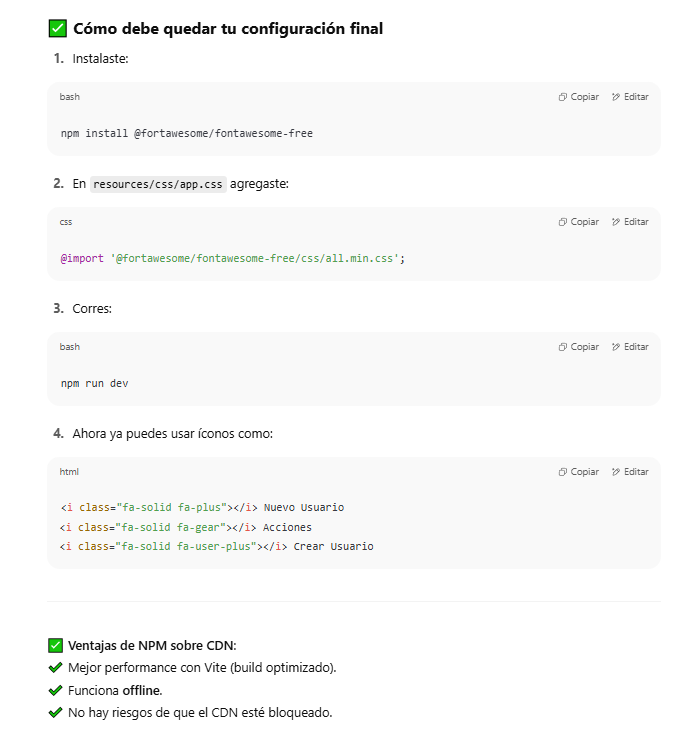 ✅ Cómo debe quedar tu configuración final
1. Instalaste:
bash Copiar Editar
npm install @fortawesome/fontawesome-free
2. En resources/css/app.css agregaste:
css Copiar Editar
@import '@fortawesome/fontawesome-free/css/all.min.css';
3. Corres:
bash Copiar Editar
npm run dev
4. Ahora ya puedes usar íconos como:
html Copiar Editar
<i class="fa-solid fa-plus"></i> Nuevo Usuario
<i class="fa-solid fa-gear"></i> Acciones
<i class="fa-solid fa-user-plus"></i> Crear Usuario
✅ Ventajas de NPM sobre CDN:
✔ Mejor performance con Vite (build optimizado).
✔ Funciona offline.
✔ No hay riesgos de que el CDN esté bloqueado.